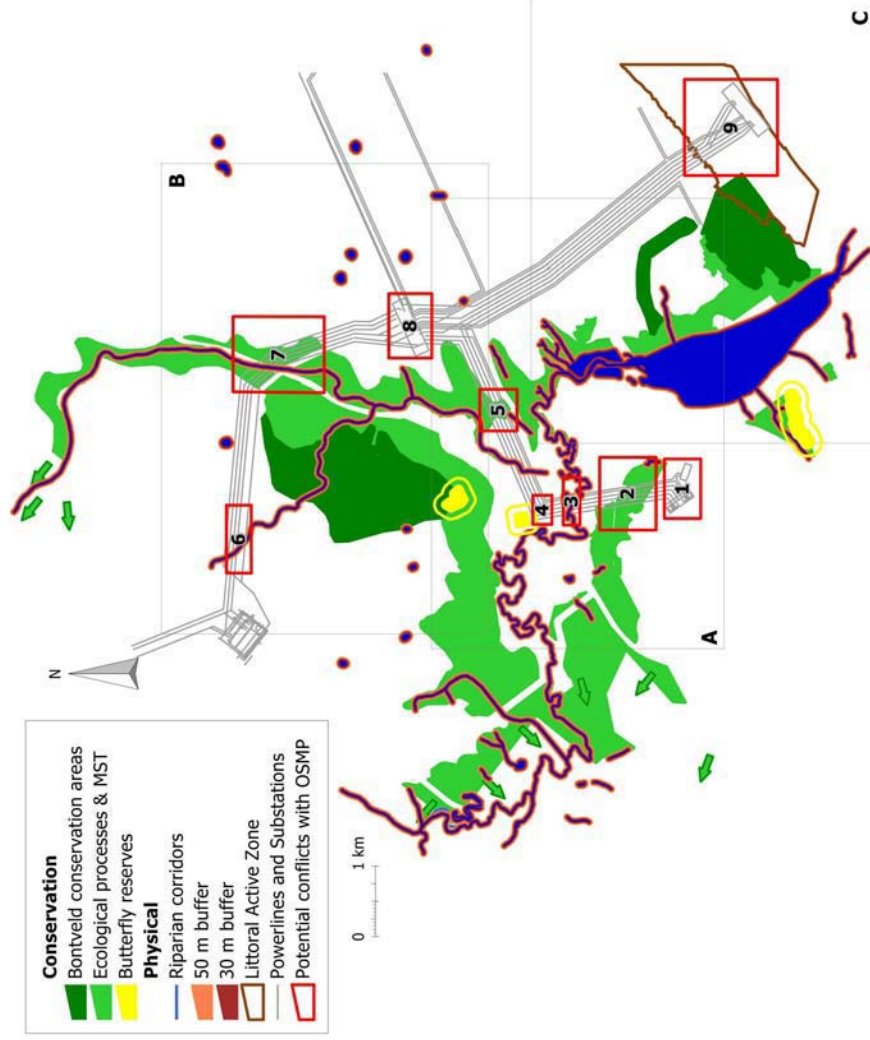 Conservation
Bontveld conservation areas
Ecological processes & MST
Butterfly reserves
Physical
Riparian corridors
50 m buffer
30 m buffer
Littoral Active Zone
Powerlines and Substations
Potential conflicts with OSMP
0
1 km
N
A
B
C
1
2
3
4
5
6
7
8
9